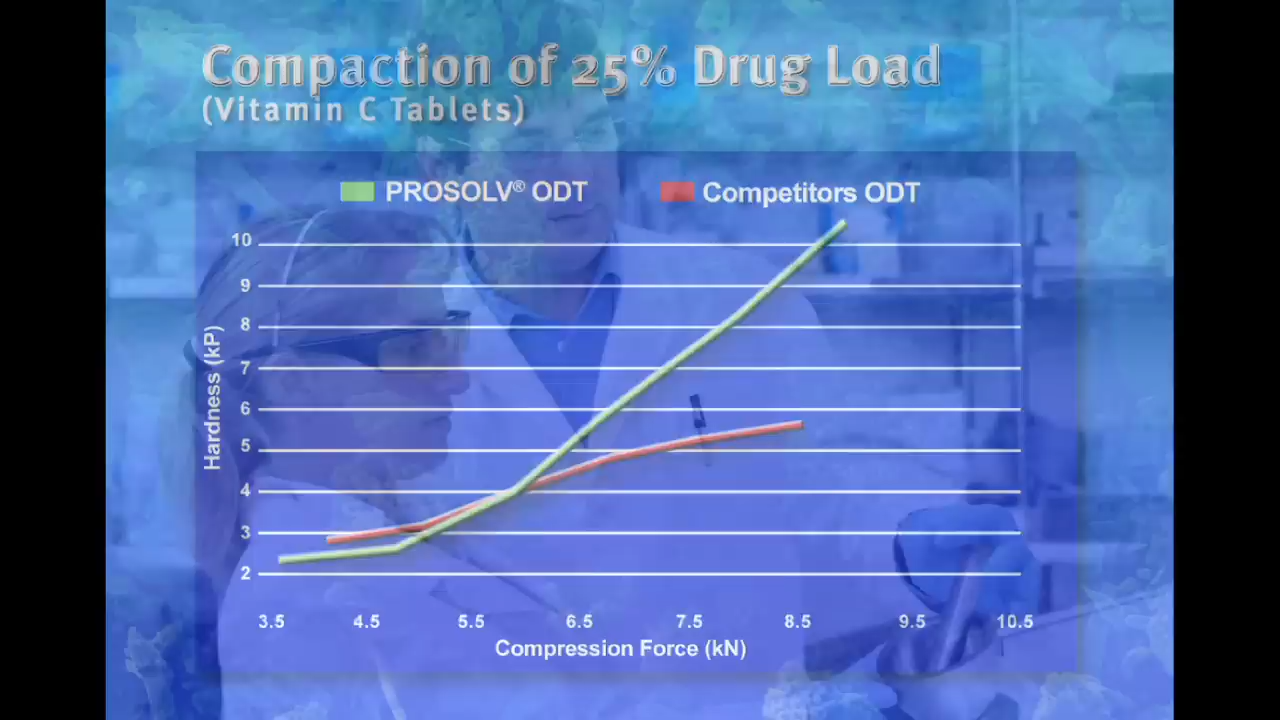 Compaction of 25% Drug Load
(Vitamin C Tablets)
PROSOLV® ODT
Competitors ODT
10
9
8
7
6
5
4
3
2
Hardness (kP)
3.5 4.5 5.5 6.5 7.5 8.5 9.5 10.5
Compression Force (kN)